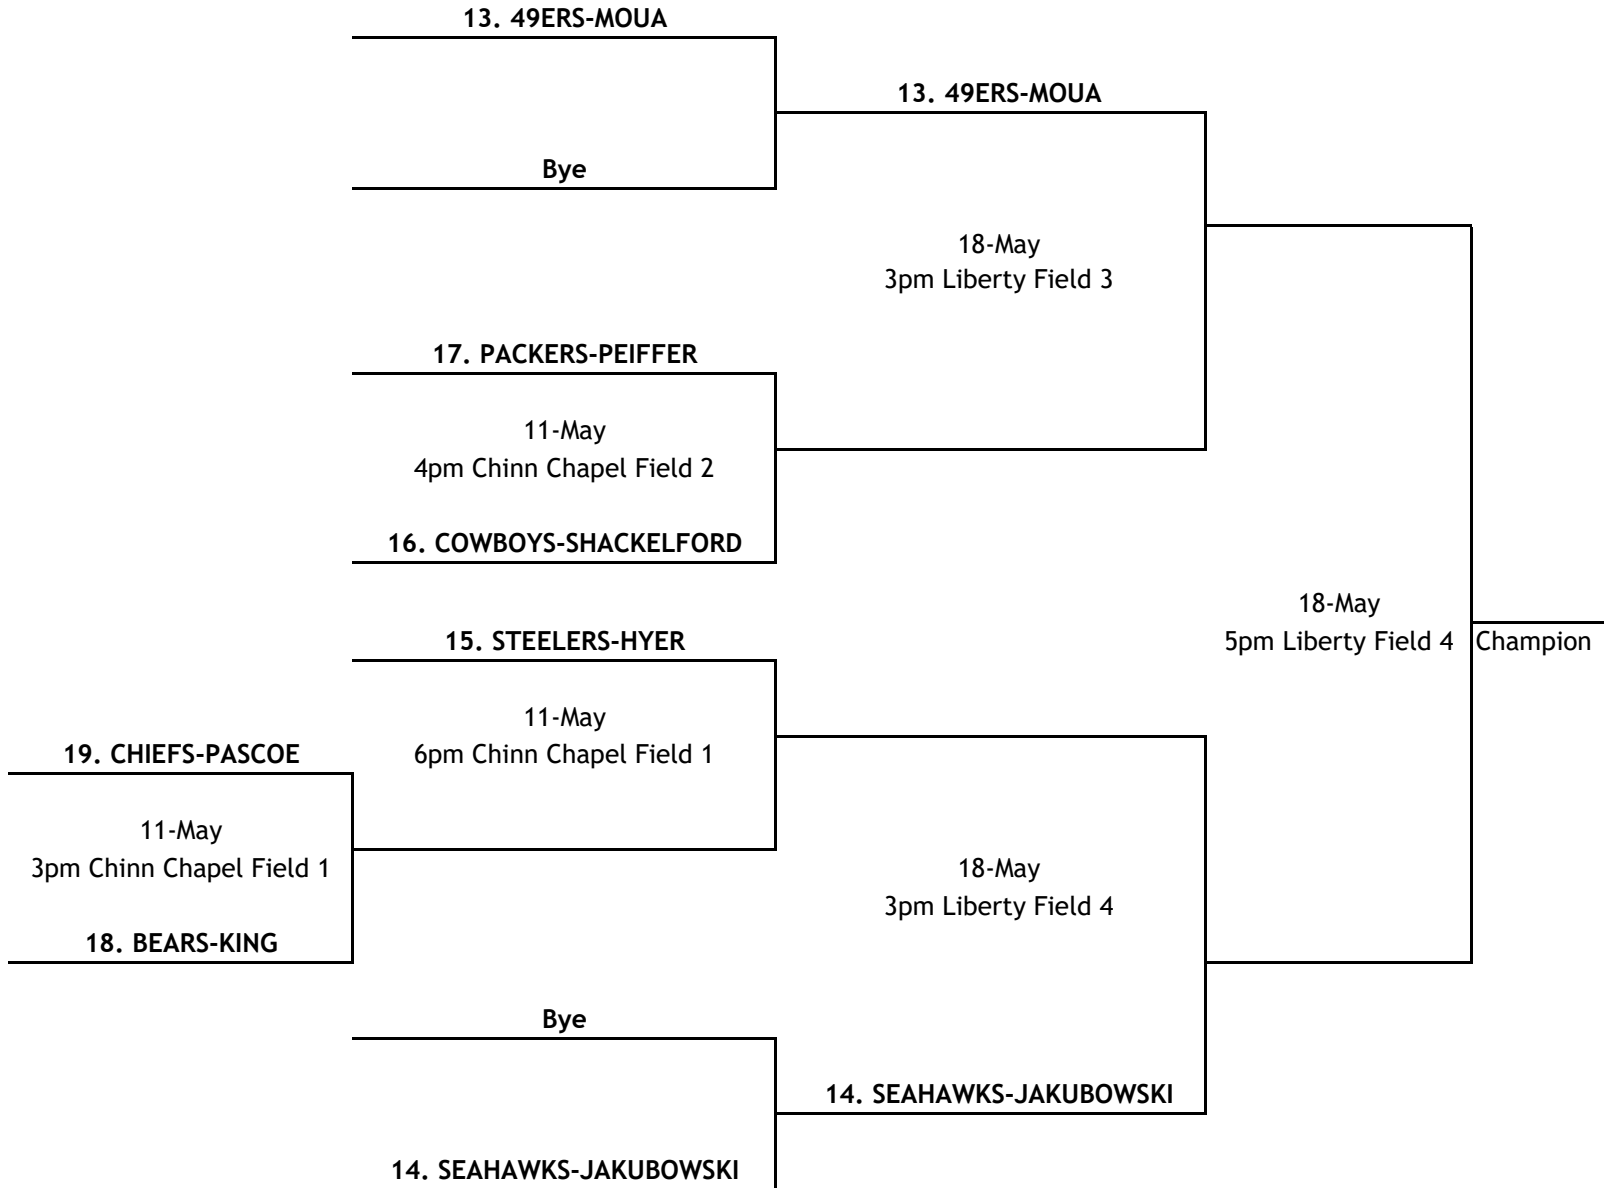 13. 49ERS-MOUA
13. 49ERS-MOUA
Bye
18-May
3pm Liberty Field 3
17. PACKERS-PEIFFER
11-May
4pm Chinn Chapel Field 2
16. COWBOYS-SHACKELFORD
18-May
5pm Liberty Field 4
Champion
15. STEELERS-HYER
11-May
6pm Chinn Chapel Field 1
19. CHIEFS-PASCOE
11-May
3pm Chinn Chapel Field 1
18. BEARS-KING
18-May
3pm Liberty Field 4
Bye
14. SEAHAWKS-JAKUBOWSKI
14. SEAHAWKS-JAKUBOWSKI